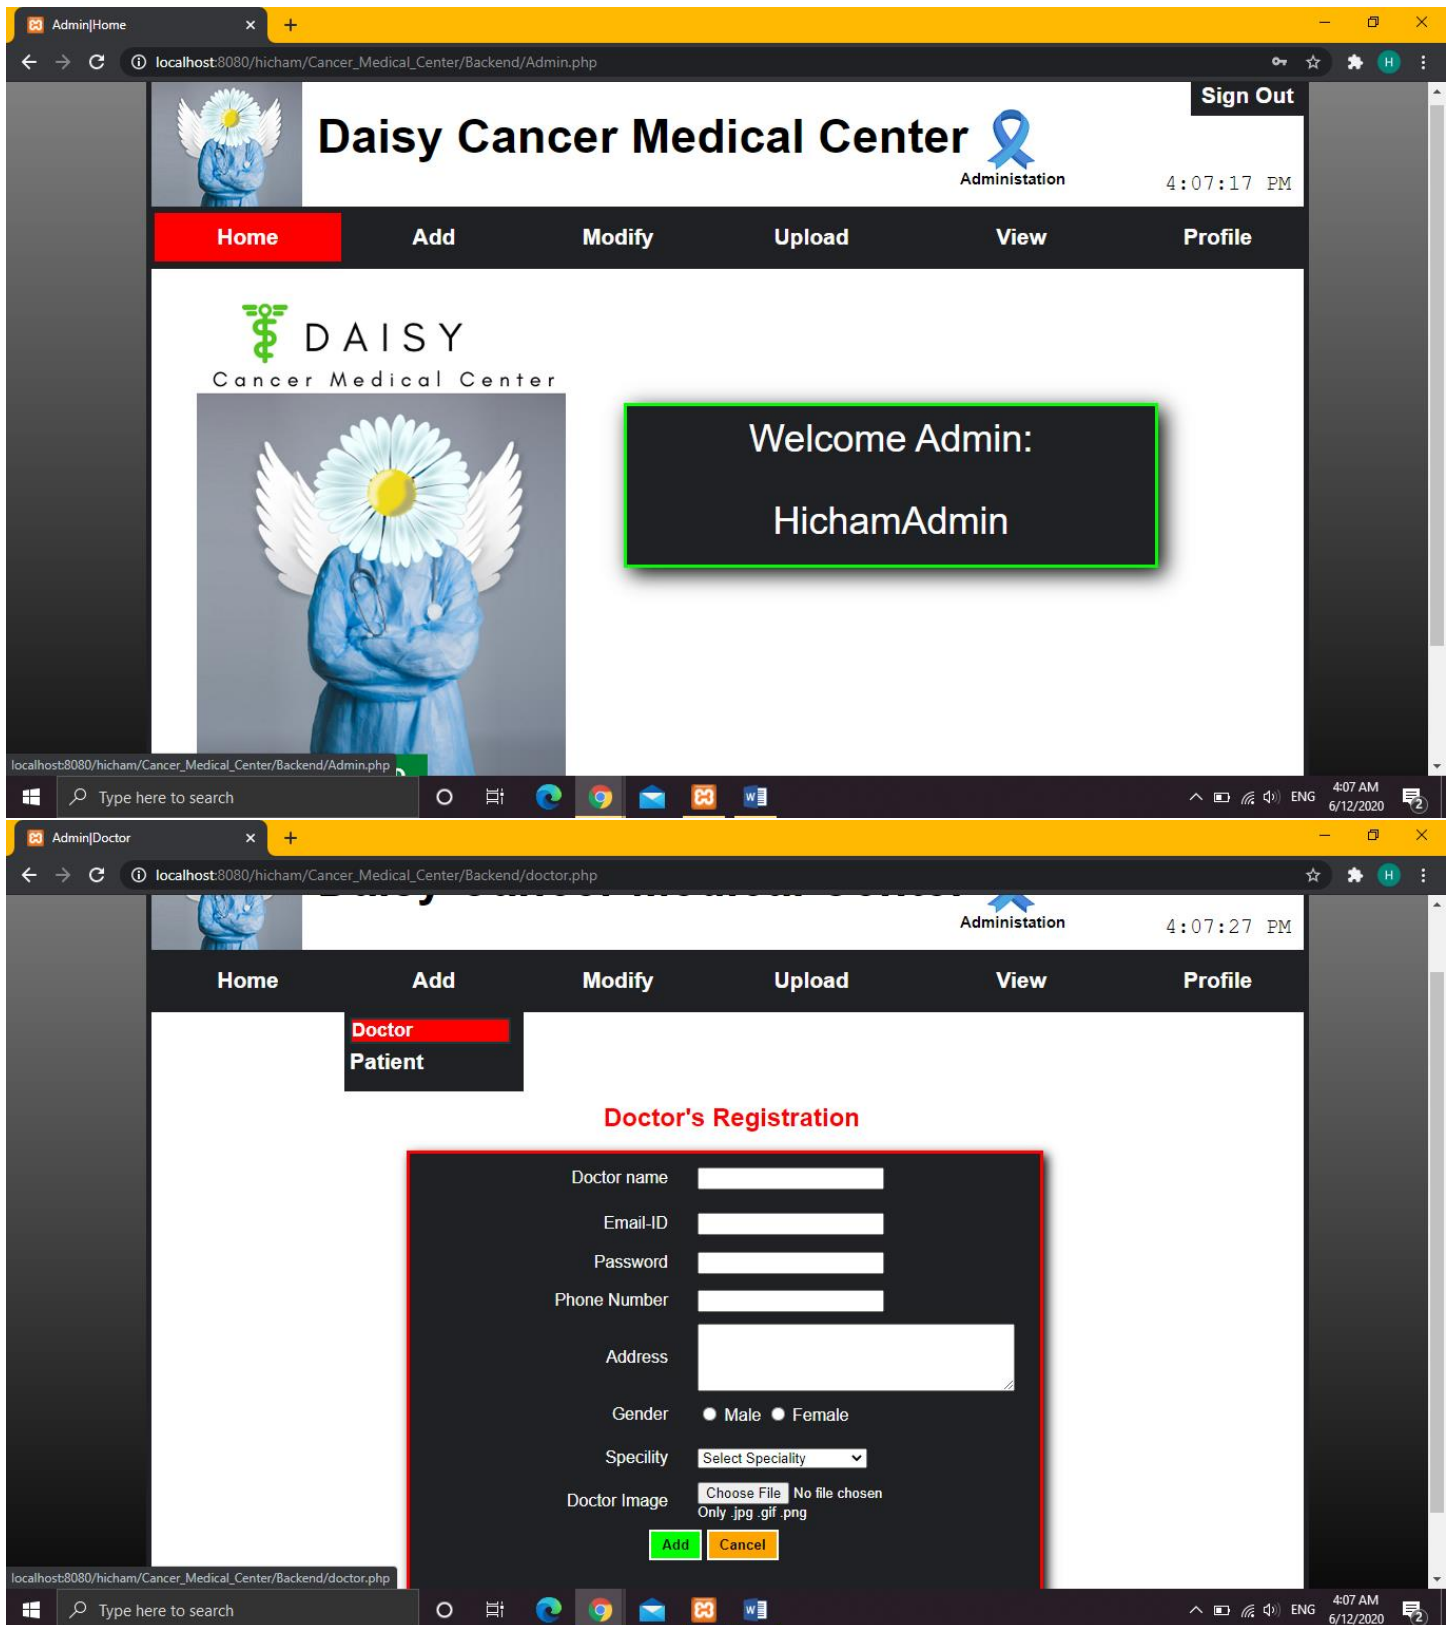 Admin|Home
localhost:8080/hicham/Cancer_Medical_Center/Backend/Admin.php
H
Sign Out
Daisy Cancer Medical Center
Administation
4:07:17 PM
Home Add Modify Upload View Profile
DAISY
Cancer Medical Center
Welcome Admin:
HichamAdmin
localhost:8080/hicham/Cancer_Medical_Center/Backend/Admin.php
Type here to search
ENG
4:07 AM
6/12/2020
2
Admin|Doctor
localhost:8080/hicham/Cancer_Medical_Center/Backend/doctor.php
H
Daisy Cancer Medical Center
Administation
4:07:27 PM
Home Add Modify Upload View Profile
Doctor
Patient
Doctor's Registration
Doctor name
Email-ID
Password
Phone Number
Address
Gender Male Female
Specility Select Speciality
Doctor Image Choose File No file chosen
Only .jpg .gif .png
Add Cancel
localhost:8080/hicham/Cancer_Medical_Center/Backend/doctor.php
Type here to search
W
ENG
4:07 AM
6/12/2020
2